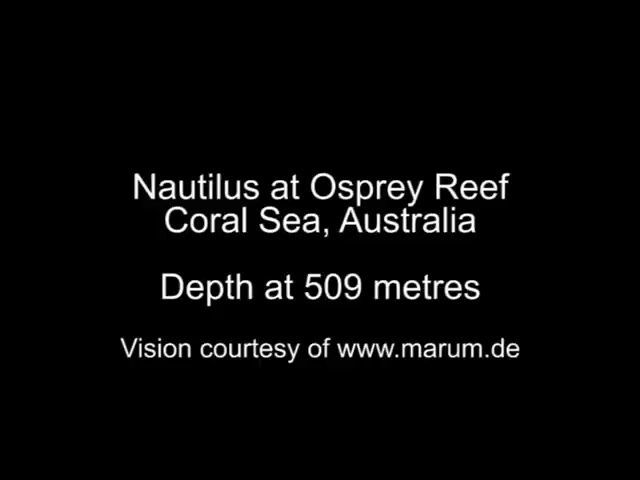 Nautilus at Osprey Reef
Coral Sea, Australia
Depth at 509 metres
Vision courtesy of www.marum.de